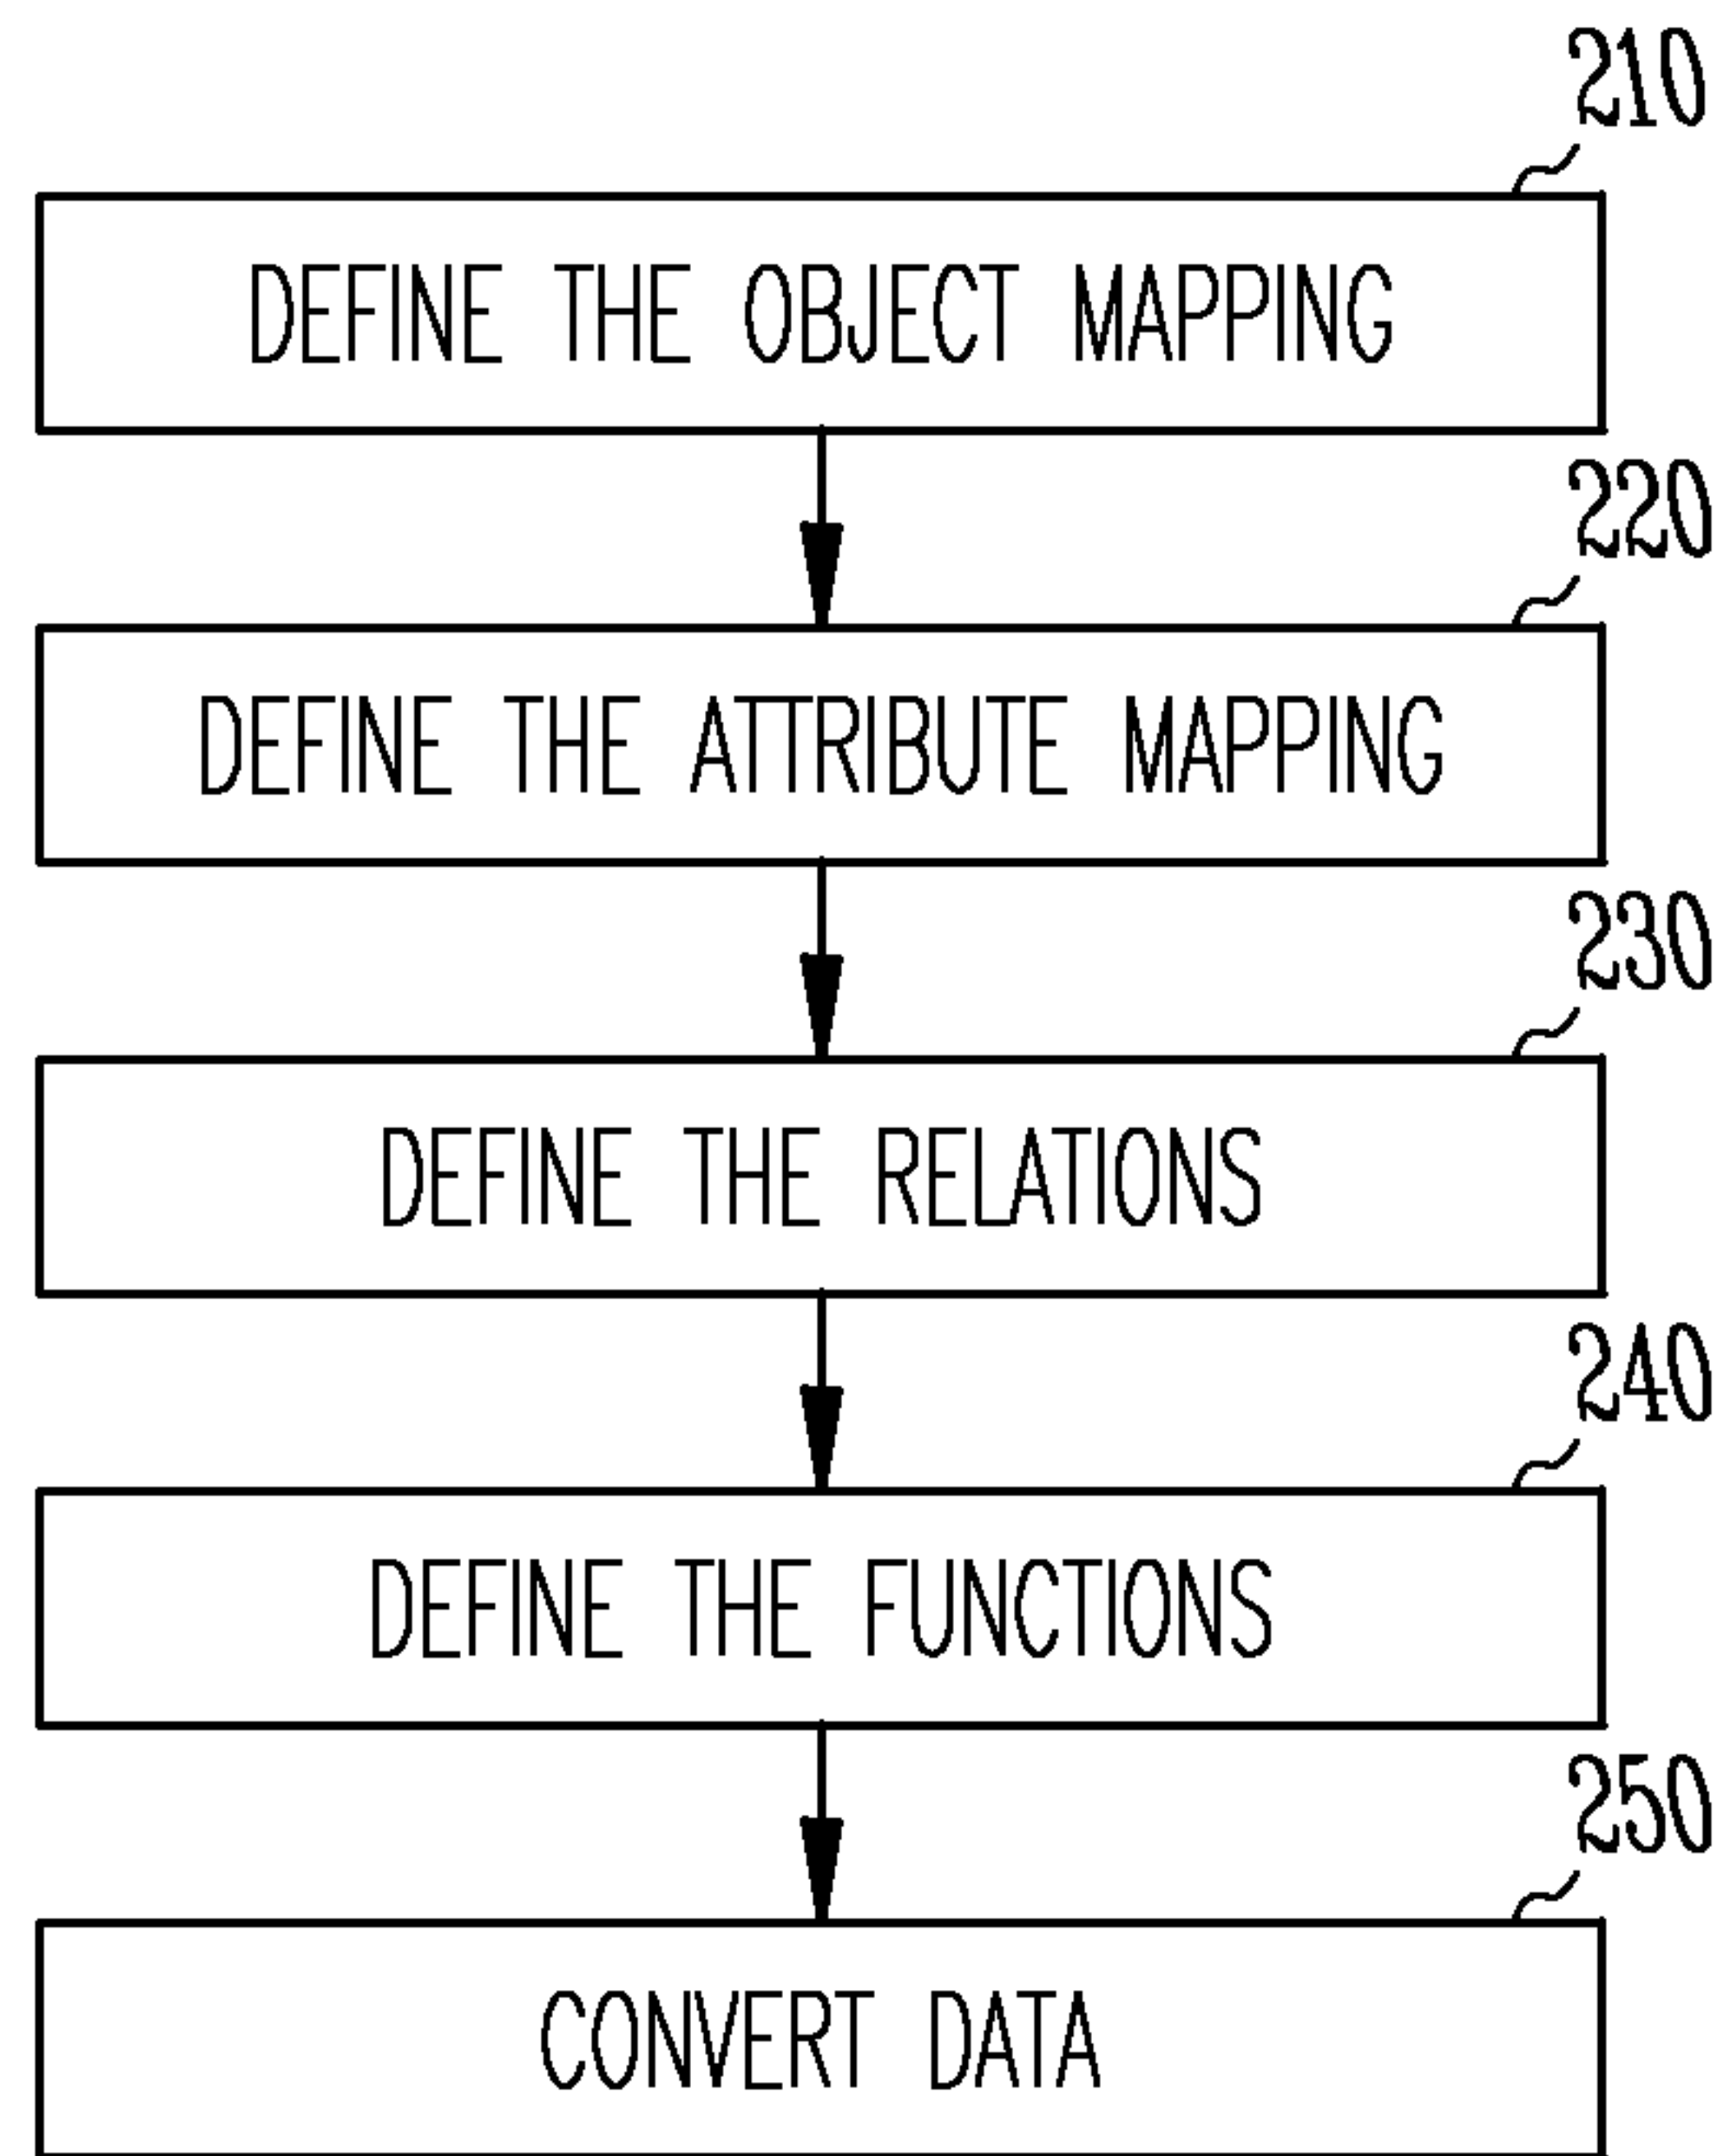 210
DEFINE THE OBJECT MAPPING
220
DEFINE THE ATTRIBUTE MAPPING
230
DEFINE THE RELATIONS
240
DEFINE THE FUNCTIONS
250
CONVERT DATA